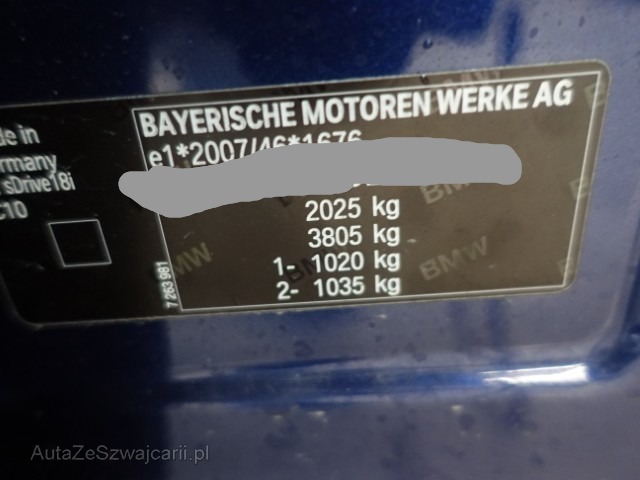 BAYERISCHE MOTOREN WERKE AG
e1*2007/46*1676
2025 kg
3805 kg
1- 1020 kg
2- 1035 kg
de in
rmany
sDrive18i
C10
7 263 981
BMW
BMW
BMW
BMW
AutaZeSzwajcarii.pl